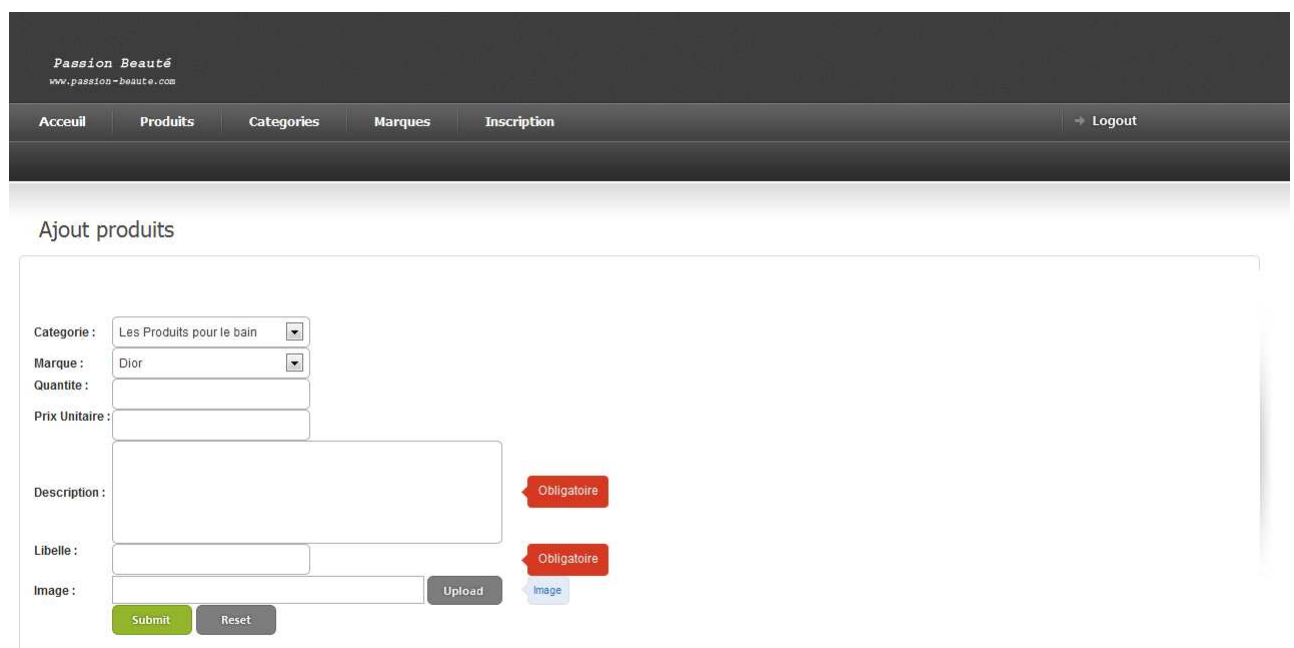 Passion Beauté
www.passion-beaute.com
Acceuil Produits Categories Marques Inscription Logout
Ajout produits
Categorie : Les Produits pour le bain
Marque : Dior
Quantite :
Prix Unitaire :
Description : Obligatoire
Libelle : Obligatoire
Image : Upload Image
Submit Reset